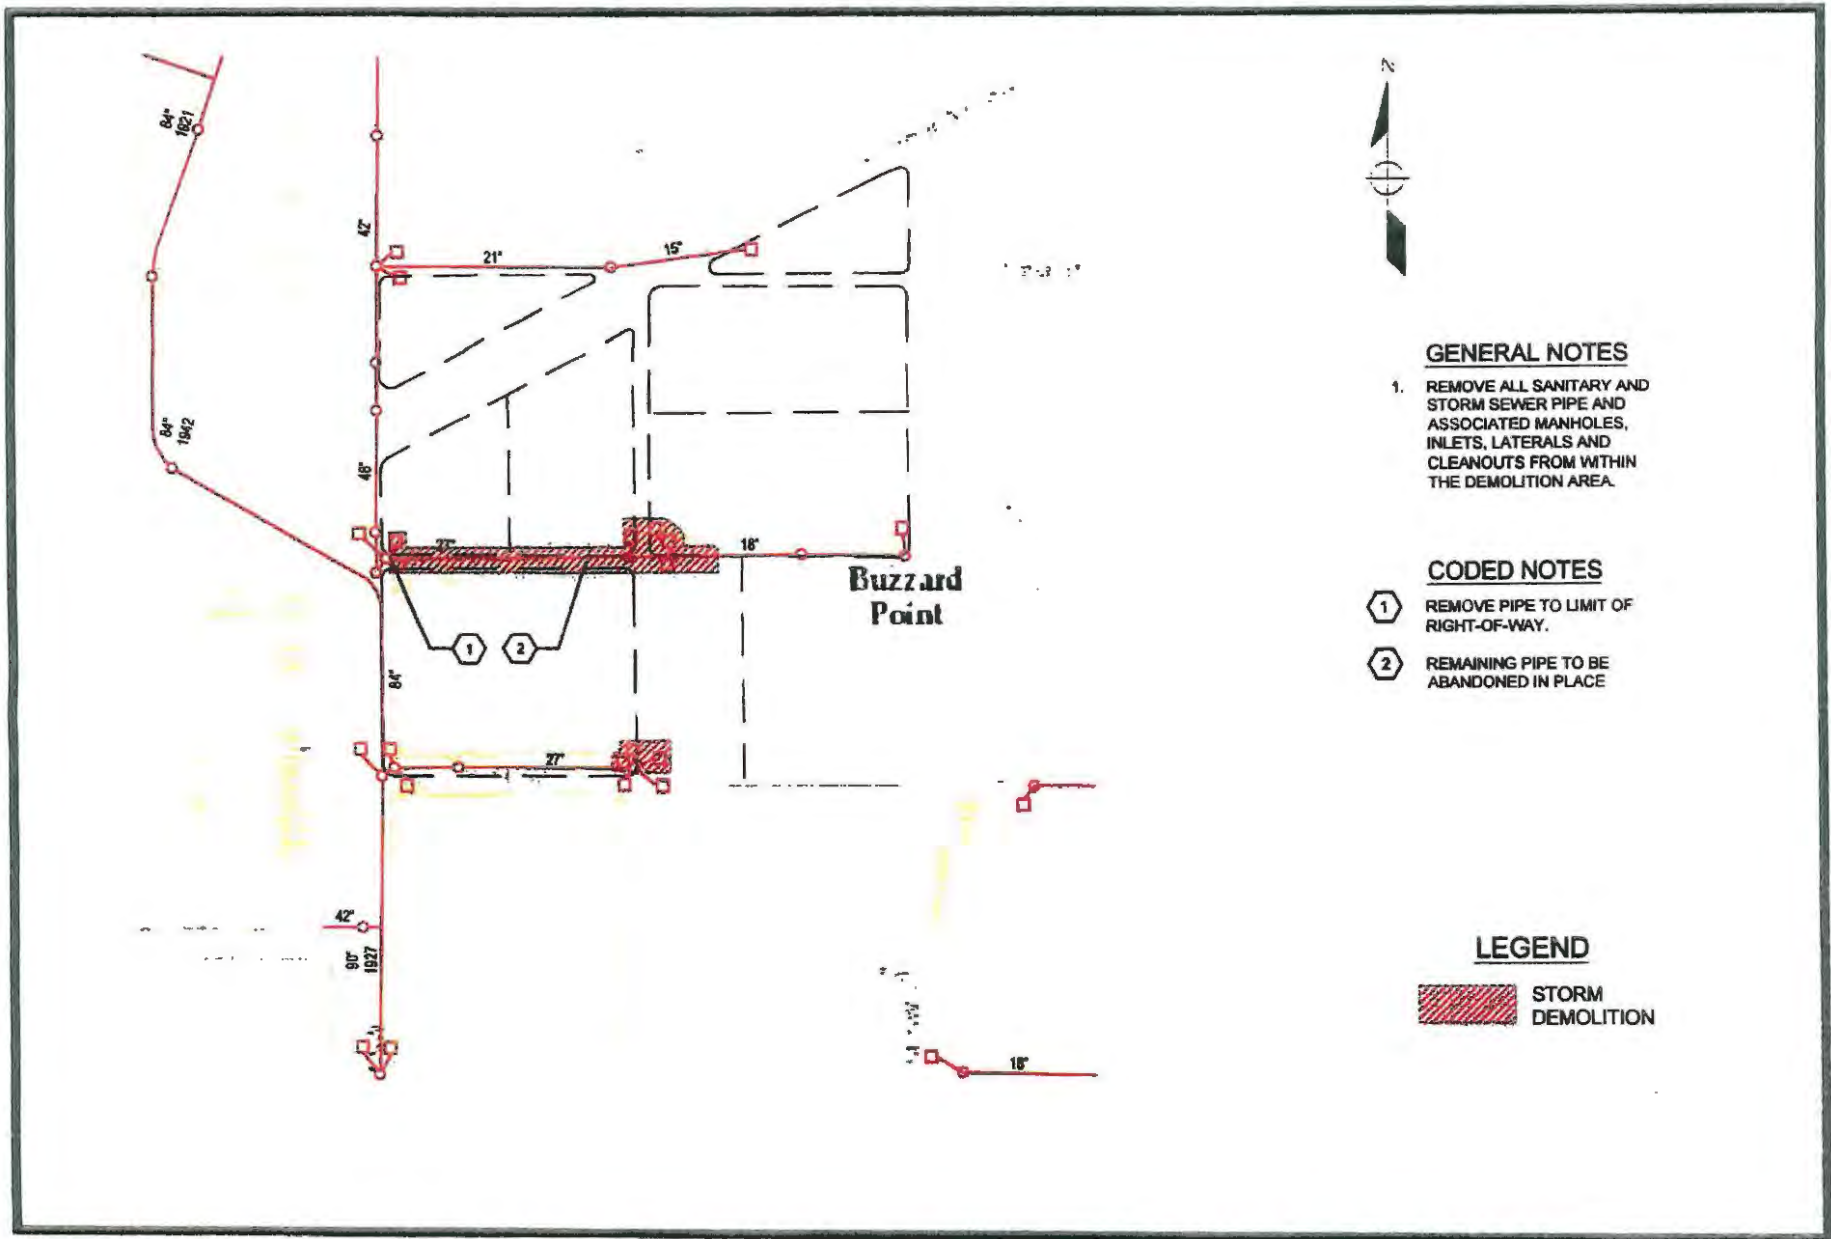 N
84"
1921
42"
21"
15"
84"
1942
48"
18"
Buzzard
Point
1
2
84"
27"
42"
90"
1927
18"
GENERAL NOTES
1. REMOVE ALL SANITARY AND
STORM SEWER PIPE AND
ASSOCIATED MANHOLES,
INLETS, LATERALS AND
CLEANOUTS FROM WITHIN
THE DEMOLITION AREA.
CODED NOTES
1 REMOVE PIPE TO LIMIT OF
RIGHT-OF-WAY.
2 REMAINING PIPE TO BE
ABANDONED IN PLACE
LEGEND
STORM
DEMOLITION